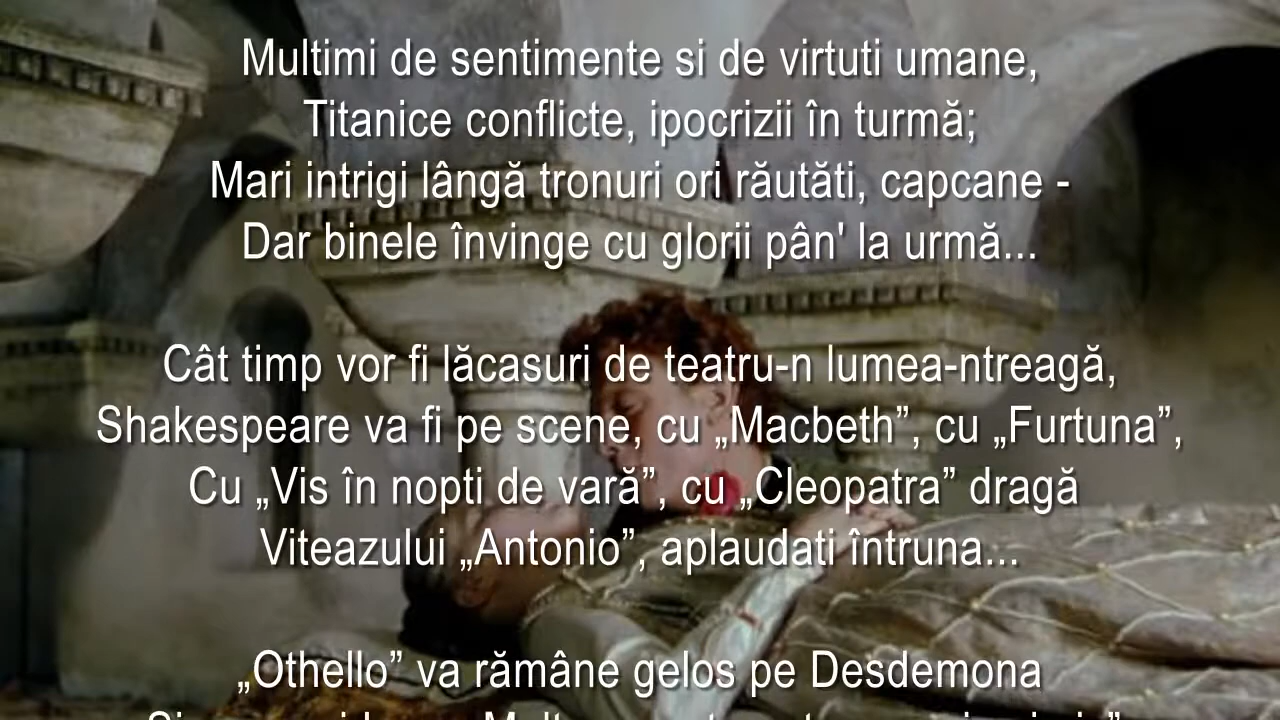 Multimi de sentimente si de virtuti umane,
Titanice conflicte, ipocrizii în turmă;
Mari intrigi lângă tronuri ori răutăti, capcane -
Dar binele învinge cu glorii pân' la urmă...
Cât timp vor fi lăcasuri de teatru-n lumea-ntreagă,
Shakespeare va fi pe scene, cu „Macbeth”, cu „Furtuna”,
Cu „Vis în nopti de vară”, cu „Cleopatra” dragă
Viteazului „Antonio”, aplaudati întruna...
„Othello” va rămâne gelos pe Desdemona